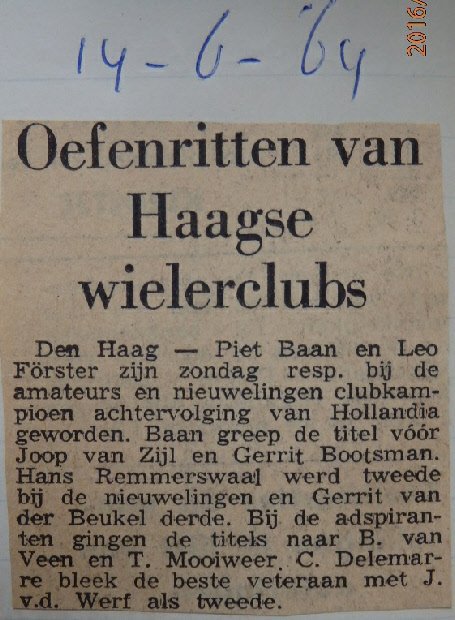 2016/
14-6-64
Oefenritten van
Haagse
wielerclubs
Den Haag — Piet Baan en Leo
Förster zijn zondag resp. bij de
amateurs en nieuwelingen clubkam-
pioen achtervolging van Hollandia
geworden. Baan greep de titel vóór
Joop van Zijl en Gerrit Bootsman.
Hans Remmerswaal werd tweede
bij de nieuwelingen en Gerrit van
der Beukel derde. Bij de adspiran-
ten gingen de titels naar B. van
Veen en T. Mooiweer. C. Delemar-
re bleek de beste veteraan met J.
v.d. Werf als tweede.